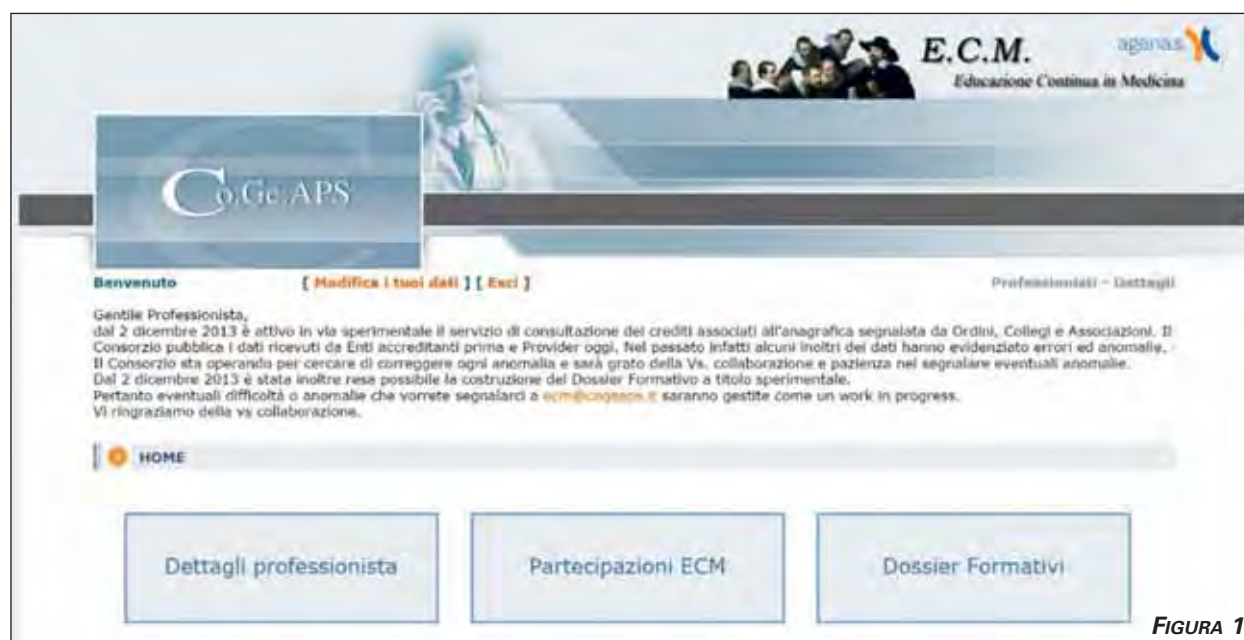 E.C.M.
agenas
Educazione Continua in Medicina
Co.Ge.APS
Benvenuto [ Modifica i tuoi dati ] [ Esci ] Professionisti - Dettagli
Gentile Professionista,
dal 2 dicembre 2013 è attivo in via sperimentale il servizio di consultazione dei crediti associati all'anagrafica segnalata da Ordini, Collegi e Associazioni. Il
Consorzio pubblica i dati ricevuti da Enti accreditanti prima e Provider oggi. Nel passato infatti alcuni inoltri dei dati hanno evidenziato errori ed anomalie.
Il Consorzio sta operando per cercare di correggere ogni anomalia e sarà grato della Vs. collaborazione e pazienza nel segnalare eventuali anomalie.
Dal 2 dicembre 2013 è stata inoltre resa possibile la costruzione del Dossier Formativo a titolo sperimentale.
Pertanto eventuali difficoltà o anomalie che vorrete segnalarci a ecm@cogeaps.it saranno gestite come un work in progress.
Vi ringraziamo della vs collaborazione.
HOME
Dettagli professionista
Partecipazioni ECM
Dossier Formativi
FIGURA 1